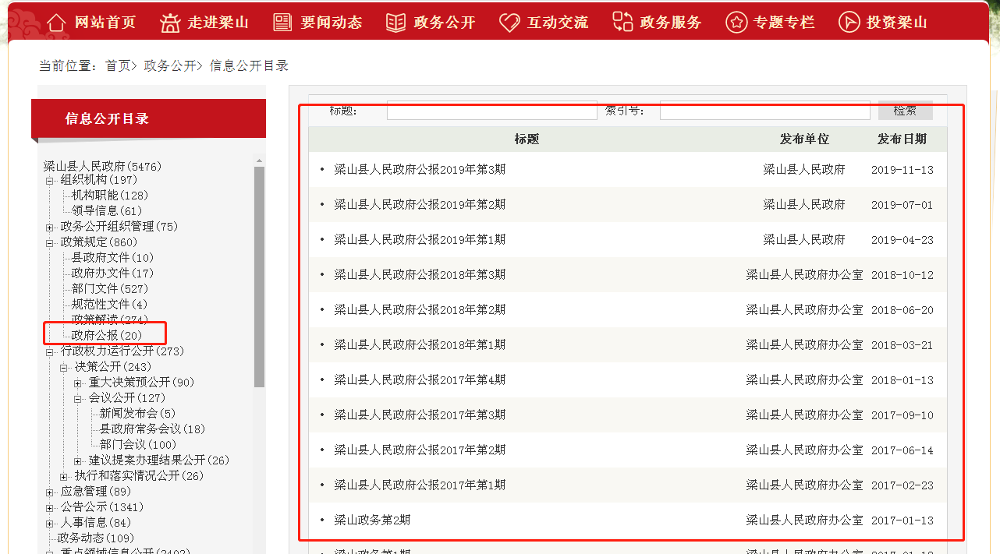 网站首页 走进梁山 要闻动态 政务公开 互动交流 政务服务 专题专栏 投资梁山
当前位置：首页> 政务公开> 信息公开目录
信息公开目录
梁山县人民政府(5476)
组织机构(197)
机构职能(128)
领导信息(61)
政务公开组织管理(75)
政策规定(860)
县政府文件(10)
政府办文件(17)
部门文件(527)
规范性文件(4)
政策解读(274)
政府公报(20)
行政权力运行公开(273)
决策公开(243)
重大决策预公开(90)
会议公开(127)
新闻发布会(5)
县政府常务会议(18)
部门会议(100)
建议提案办理结果公开(26)
执行和落实情况公开(26)
应急管理(89)
公告公示(1341)
人事信息(84)
政务动态(109)
重点领域信息公开(2402)
标题： 索引号： 检索
标题 发布单位 发布日期
• 梁山县人民政府公报2019年第3期 梁山县人民政府 2019-11-13
• 梁山县人民政府公报2019年第2期 梁山县人民政府 2019-07-01
• 梁山县人民政府公报2019年第1期 梁山县人民政府 2019-04-23
• 梁山县人民政府公报2018年第3期 梁山县人民政府办公室 2018-10-12
• 梁山县人民政府公报2018年第2期 梁山县人民政府办公室 2018-06-20
• 梁山县人民政府公报2018年第1期 梁山县人民政府办公室 2018-03-21
• 梁山县人民政府公报2017年第4期 梁山县人民政府办公室 2018-01-13
• 梁山县人民政府公报2017年第3期 梁山县人民政府办公室 2017-09-10
• 梁山县人民政府公报2017年第2期 梁山县人民政府办公室 2017-06-14
• 梁山县人民政府公报2017年第1期 梁山县人民政府办公室 2017-02-23
• 梁山政务第2期 梁山县人民政府办公室 2017-01-13
• 梁山政务第1期 梁山县人民政府办公室